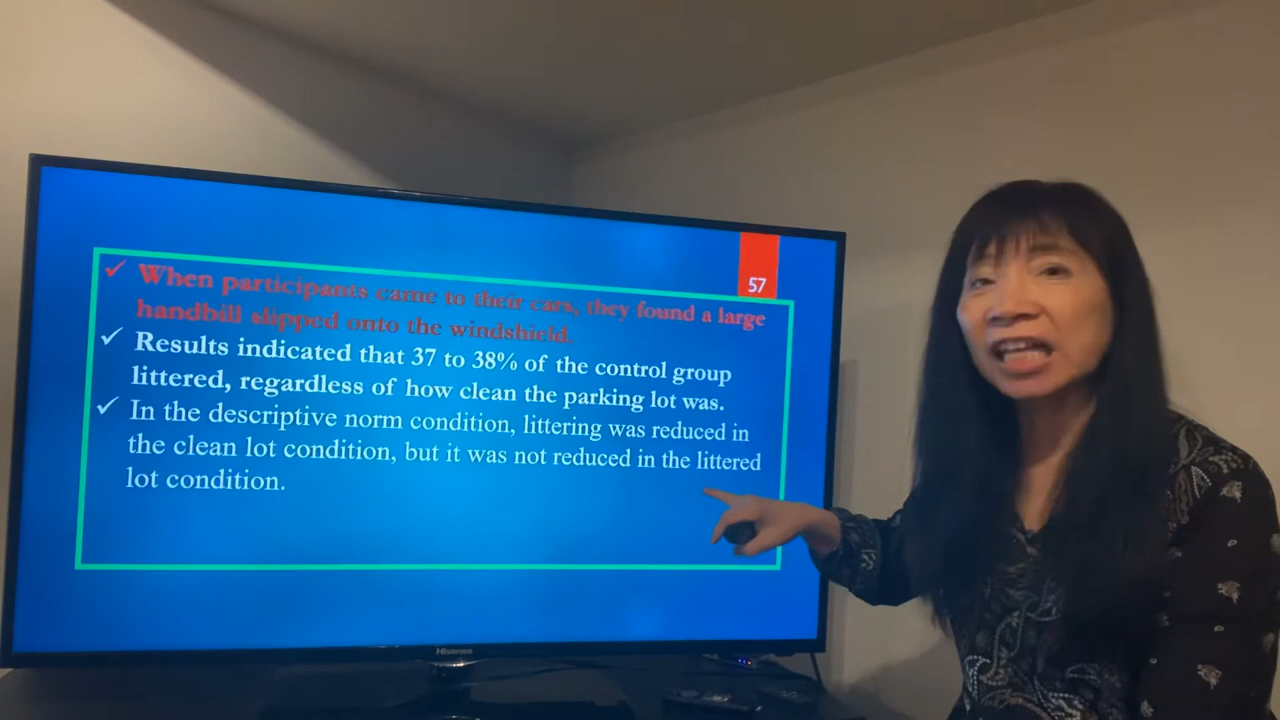 57
✓ When participants came to their cars, they found a large
handbill slipped onto the windshield.
✓ Results indicated that 37 to 38% of the control group
littered, regardless of how clean the parking lot was.
✓ In the descriptive norm condition, littering was reduced in
the clean lot condition, but it was not reduced in the littered
lot condition.
Hisense